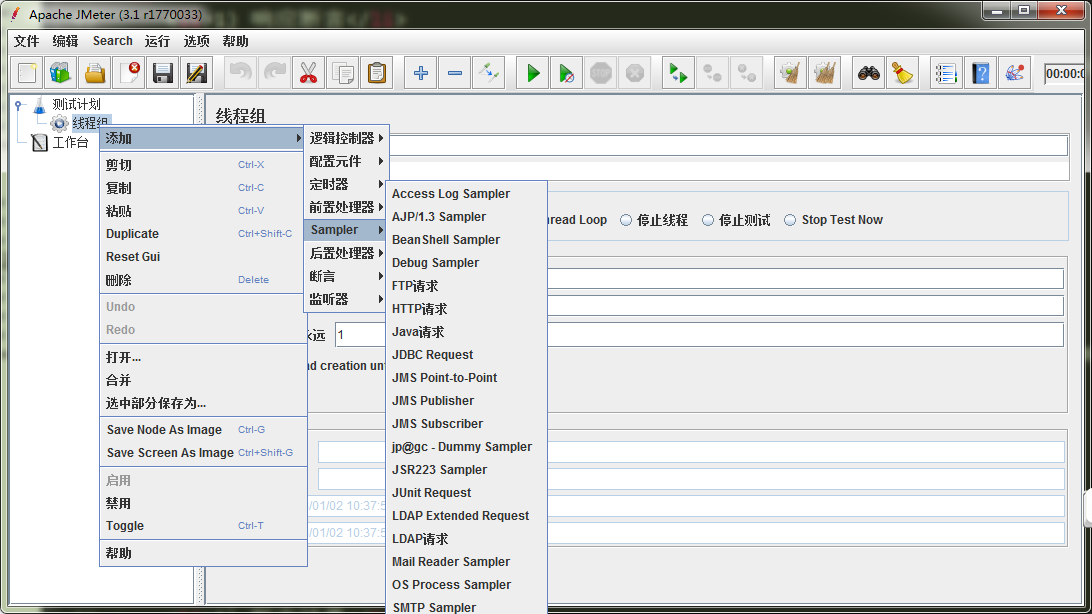 Apache JMeter (3.1 r1770033)
文件 编辑 Search 运行 选项 帮助
00:00:0
测试计划
线程组
工作台
线程组
添加
剪切 Ctrl-X
复制 Ctrl-C
粘贴 Ctrl-V
Duplicate Ctrl+Shift-C
Reset Gui
删除 Delete
Undo
Redo
打开...
合并
选中部分保存为...
Save Node As Image Ctrl-G
Save Screen As Image Ctrl+Shift-G
启用
禁用
Toggle Ctrl-T
帮助
逻辑控制器
配置元件
定时器
前置处理器
Sampler
后置处理器
断言
监听器
Access Log Sampler
AJP/1.3 Sampler
BeanShell Sampler
Debug Sampler
FTP请求
HTTP请求
Java请求
JDBC Request
JMS Point-to-Point
JMS Publisher
JMS Subscriber
jp@gc - Dummy Sampler
JSR223 Sampler
JUnit Request
LDAP Extended Request
LDAP请求
Mail Reader Sampler
OS Process Sampler
SMTP Sampler
hread Loop 停止线程 停止测试 Stop Test Now
永远 1
nd creation unt
/01/02 10:37:5
/01/02 10:37:5